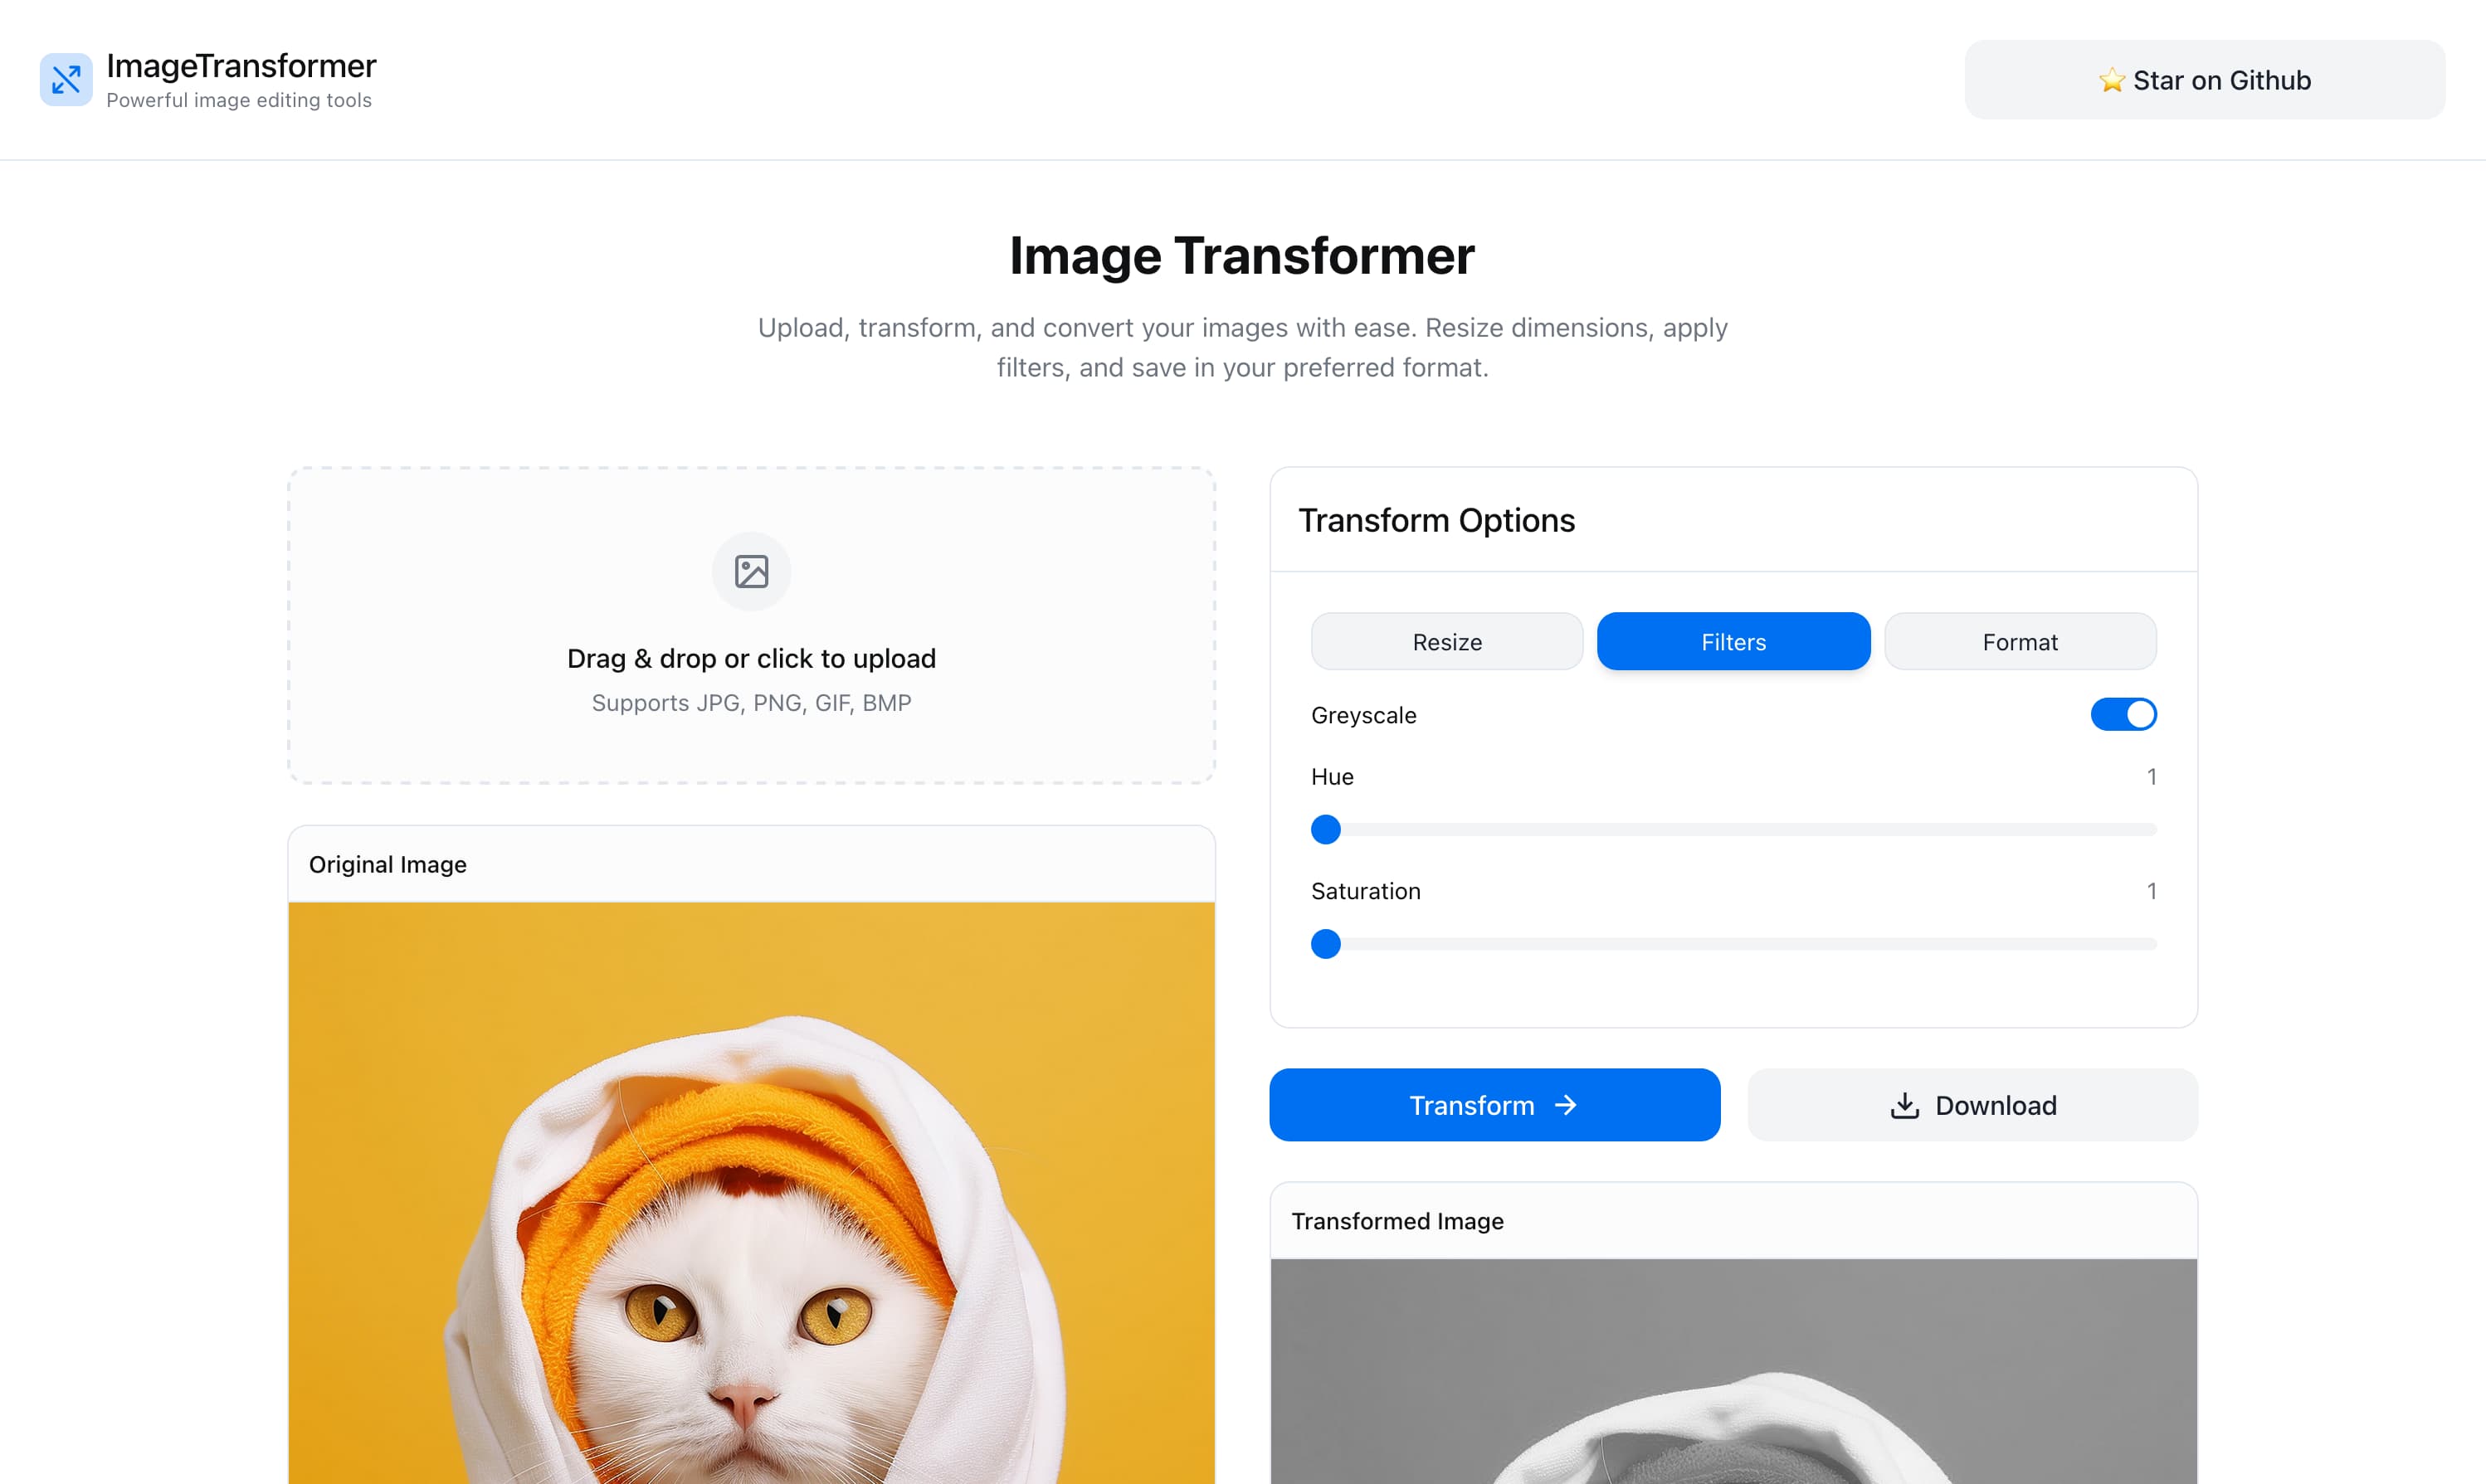 ImageTransformer
Powerful image editing tools
⭐ Star on Github
Image Transformer
Upload, transform, and convert your images with ease. Resize dimensions, apply
filters, and save in your preferred format.
Drag & drop or click to upload
Supports JPG, PNG, GIF, BMP
Original Image
Transform Options
Resize
Filters
Format
Greyscale
Hue
1
Saturation
1
Transform →
Download
Transformed Image